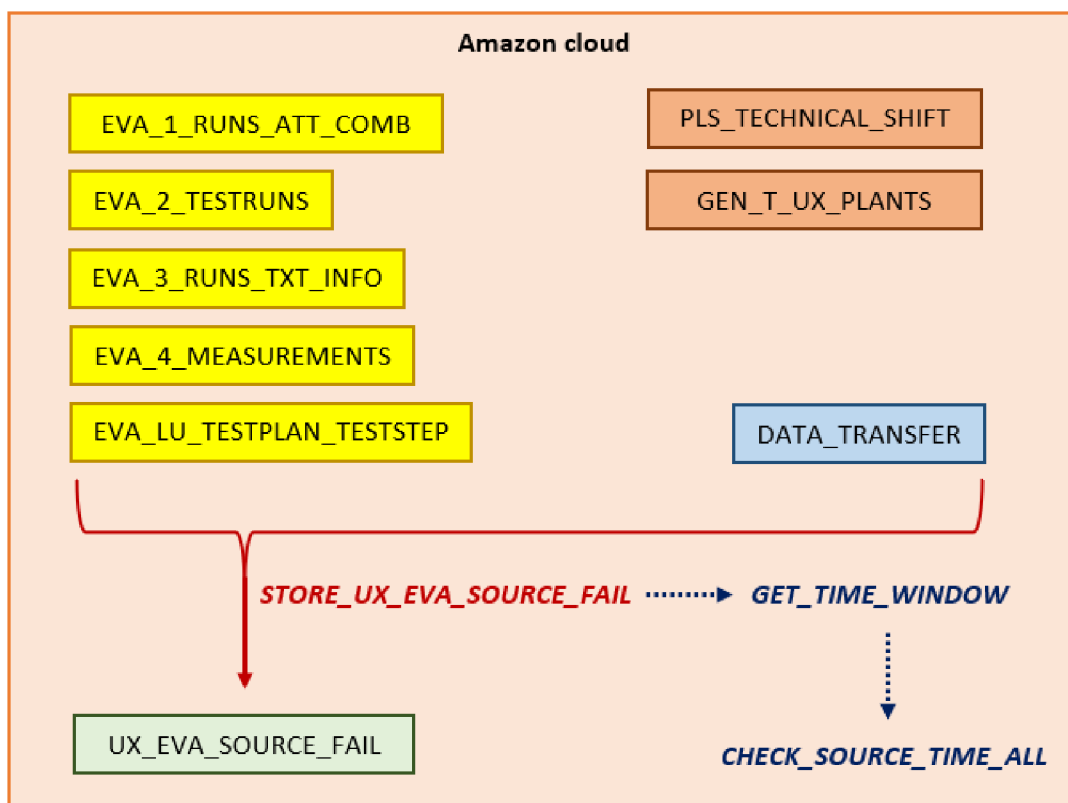 Amazon cloud
EVA_1_RUNS_ATT_COMB
PLS_TECHNICAL_SHIFT
EVA_2_TESTRUNS
GEN_T_UX_PLANTS
EVA_3_RUNS_TXT_INFO
EVA_4_MEASUREMENTS
EVA_LU_TESTPLAN_TESTSTEP
DATA_TRANSFER
STORE_UX_EVA_SOURCE_FAIL
GET_TIME_WINDOW
UX_EVA_SOURCE_FAIL
CHECK_SOURCE_TIME_ALL